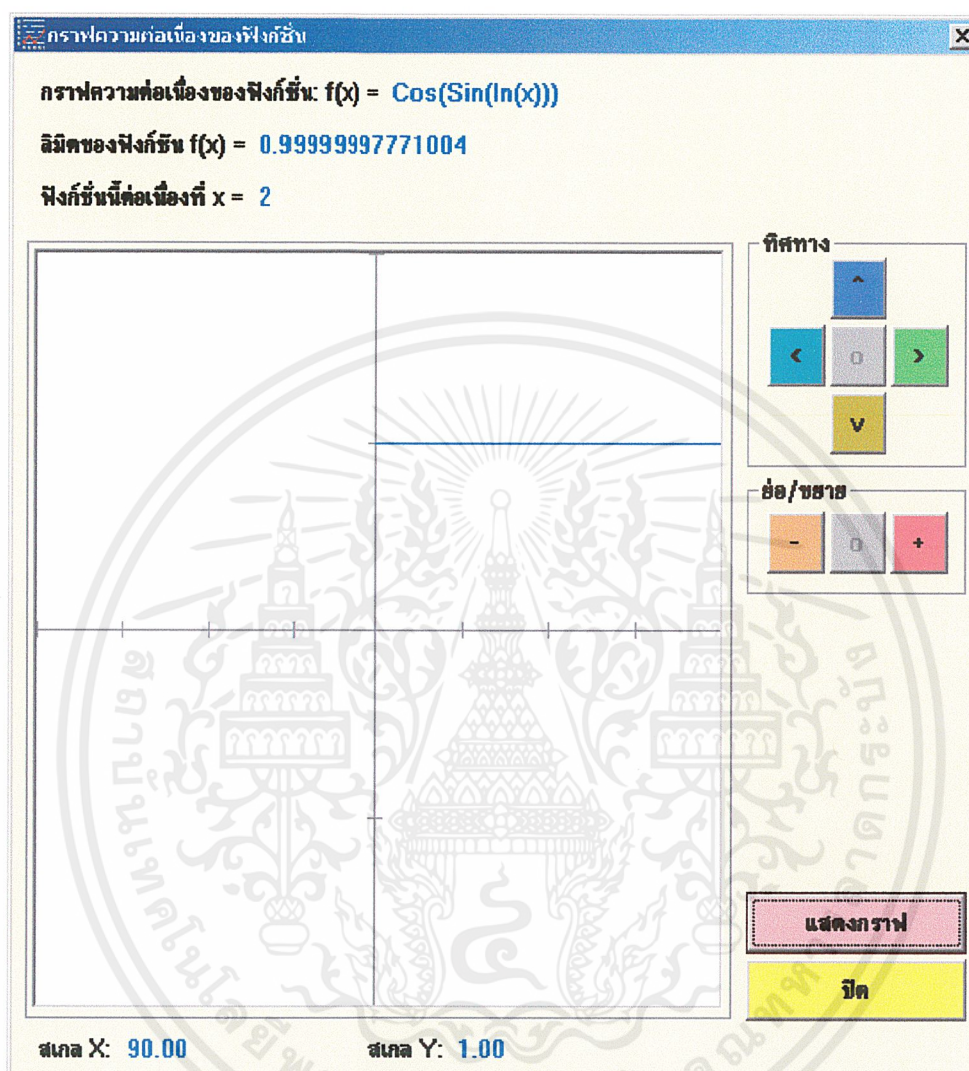 กราฟความต่อเนื่องของฟังก์ชั่น
กราฟความต่อเนื่องของฟังก์ชั่น: f(x) = Cos(Sin(ln(x)))
ลิมิตของฟังก์ชัน f(x) = 0.99999997771004
ฟังก์ชั่นนี้ต่อเนื่องที่ x = 2
ทิศทาง
^
< o >
v
ย่อ/ขยาย
- o +
แสดงกราฟ
ปิด
สเกล X: 90.00 สเกล Y: 1.00